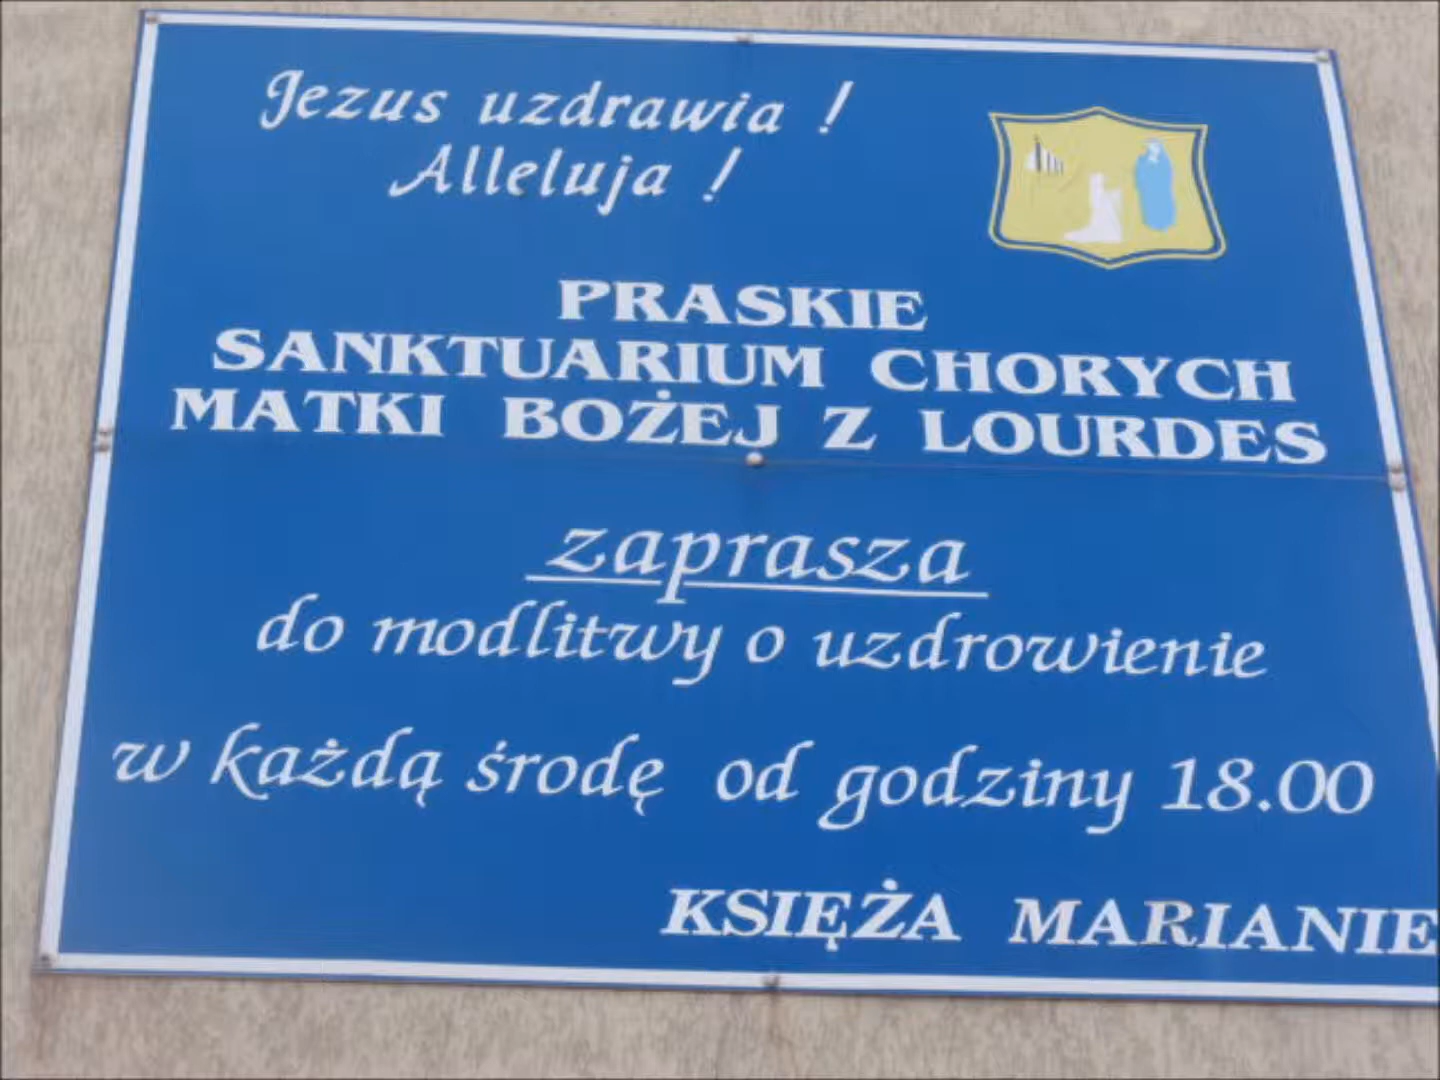 Jezus uzdrawia !
Alleluja !
PRASKIE
SANKTUARIUM CHORYCH
MATKI BOŻEJ Z LOURDES
zaprasza
do modlitwy o uzdrowienie
w każdą środę od godziny 18.00
KSIĘŻA MARIANIE